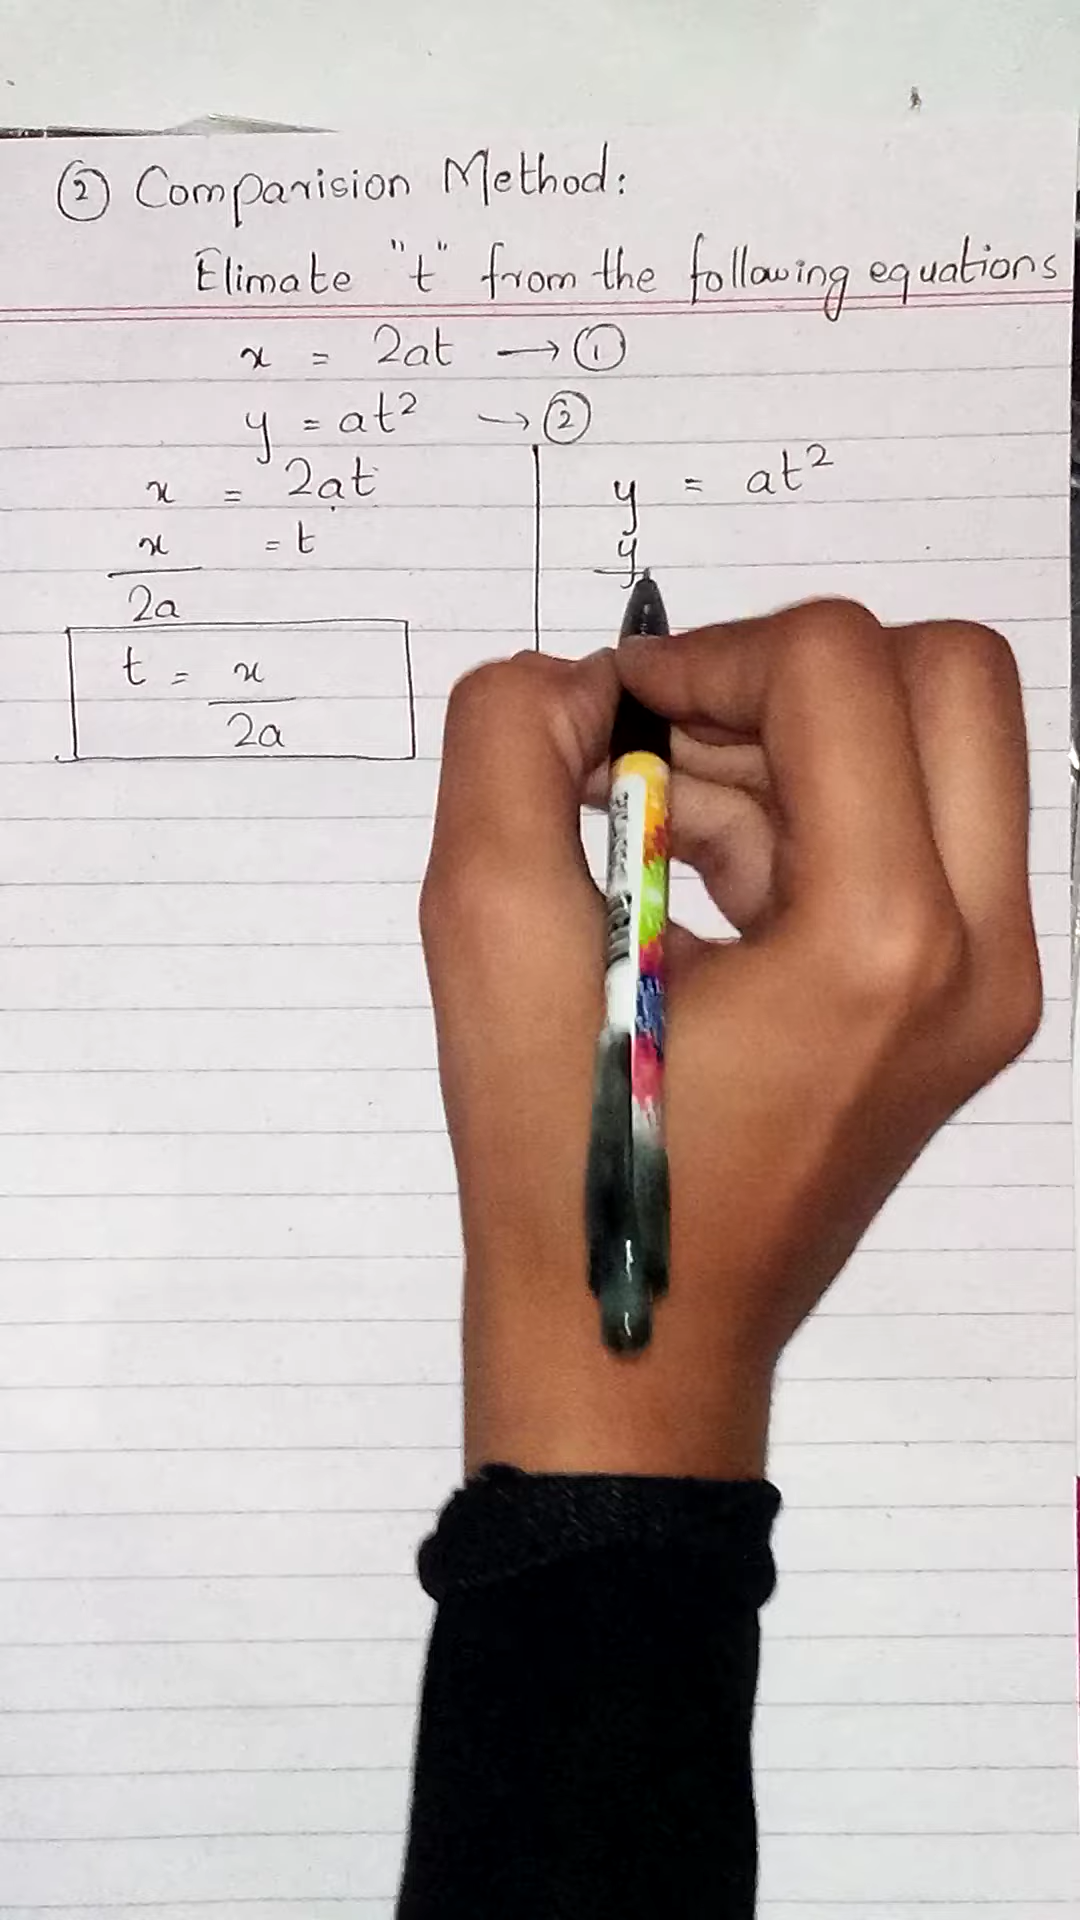 ② Comparision Method:
Elimate "t" from the following equations
x = 2at → ①
y = at² → ②
x = 2at
x/2a = t
t = x/2a
y = at²
y